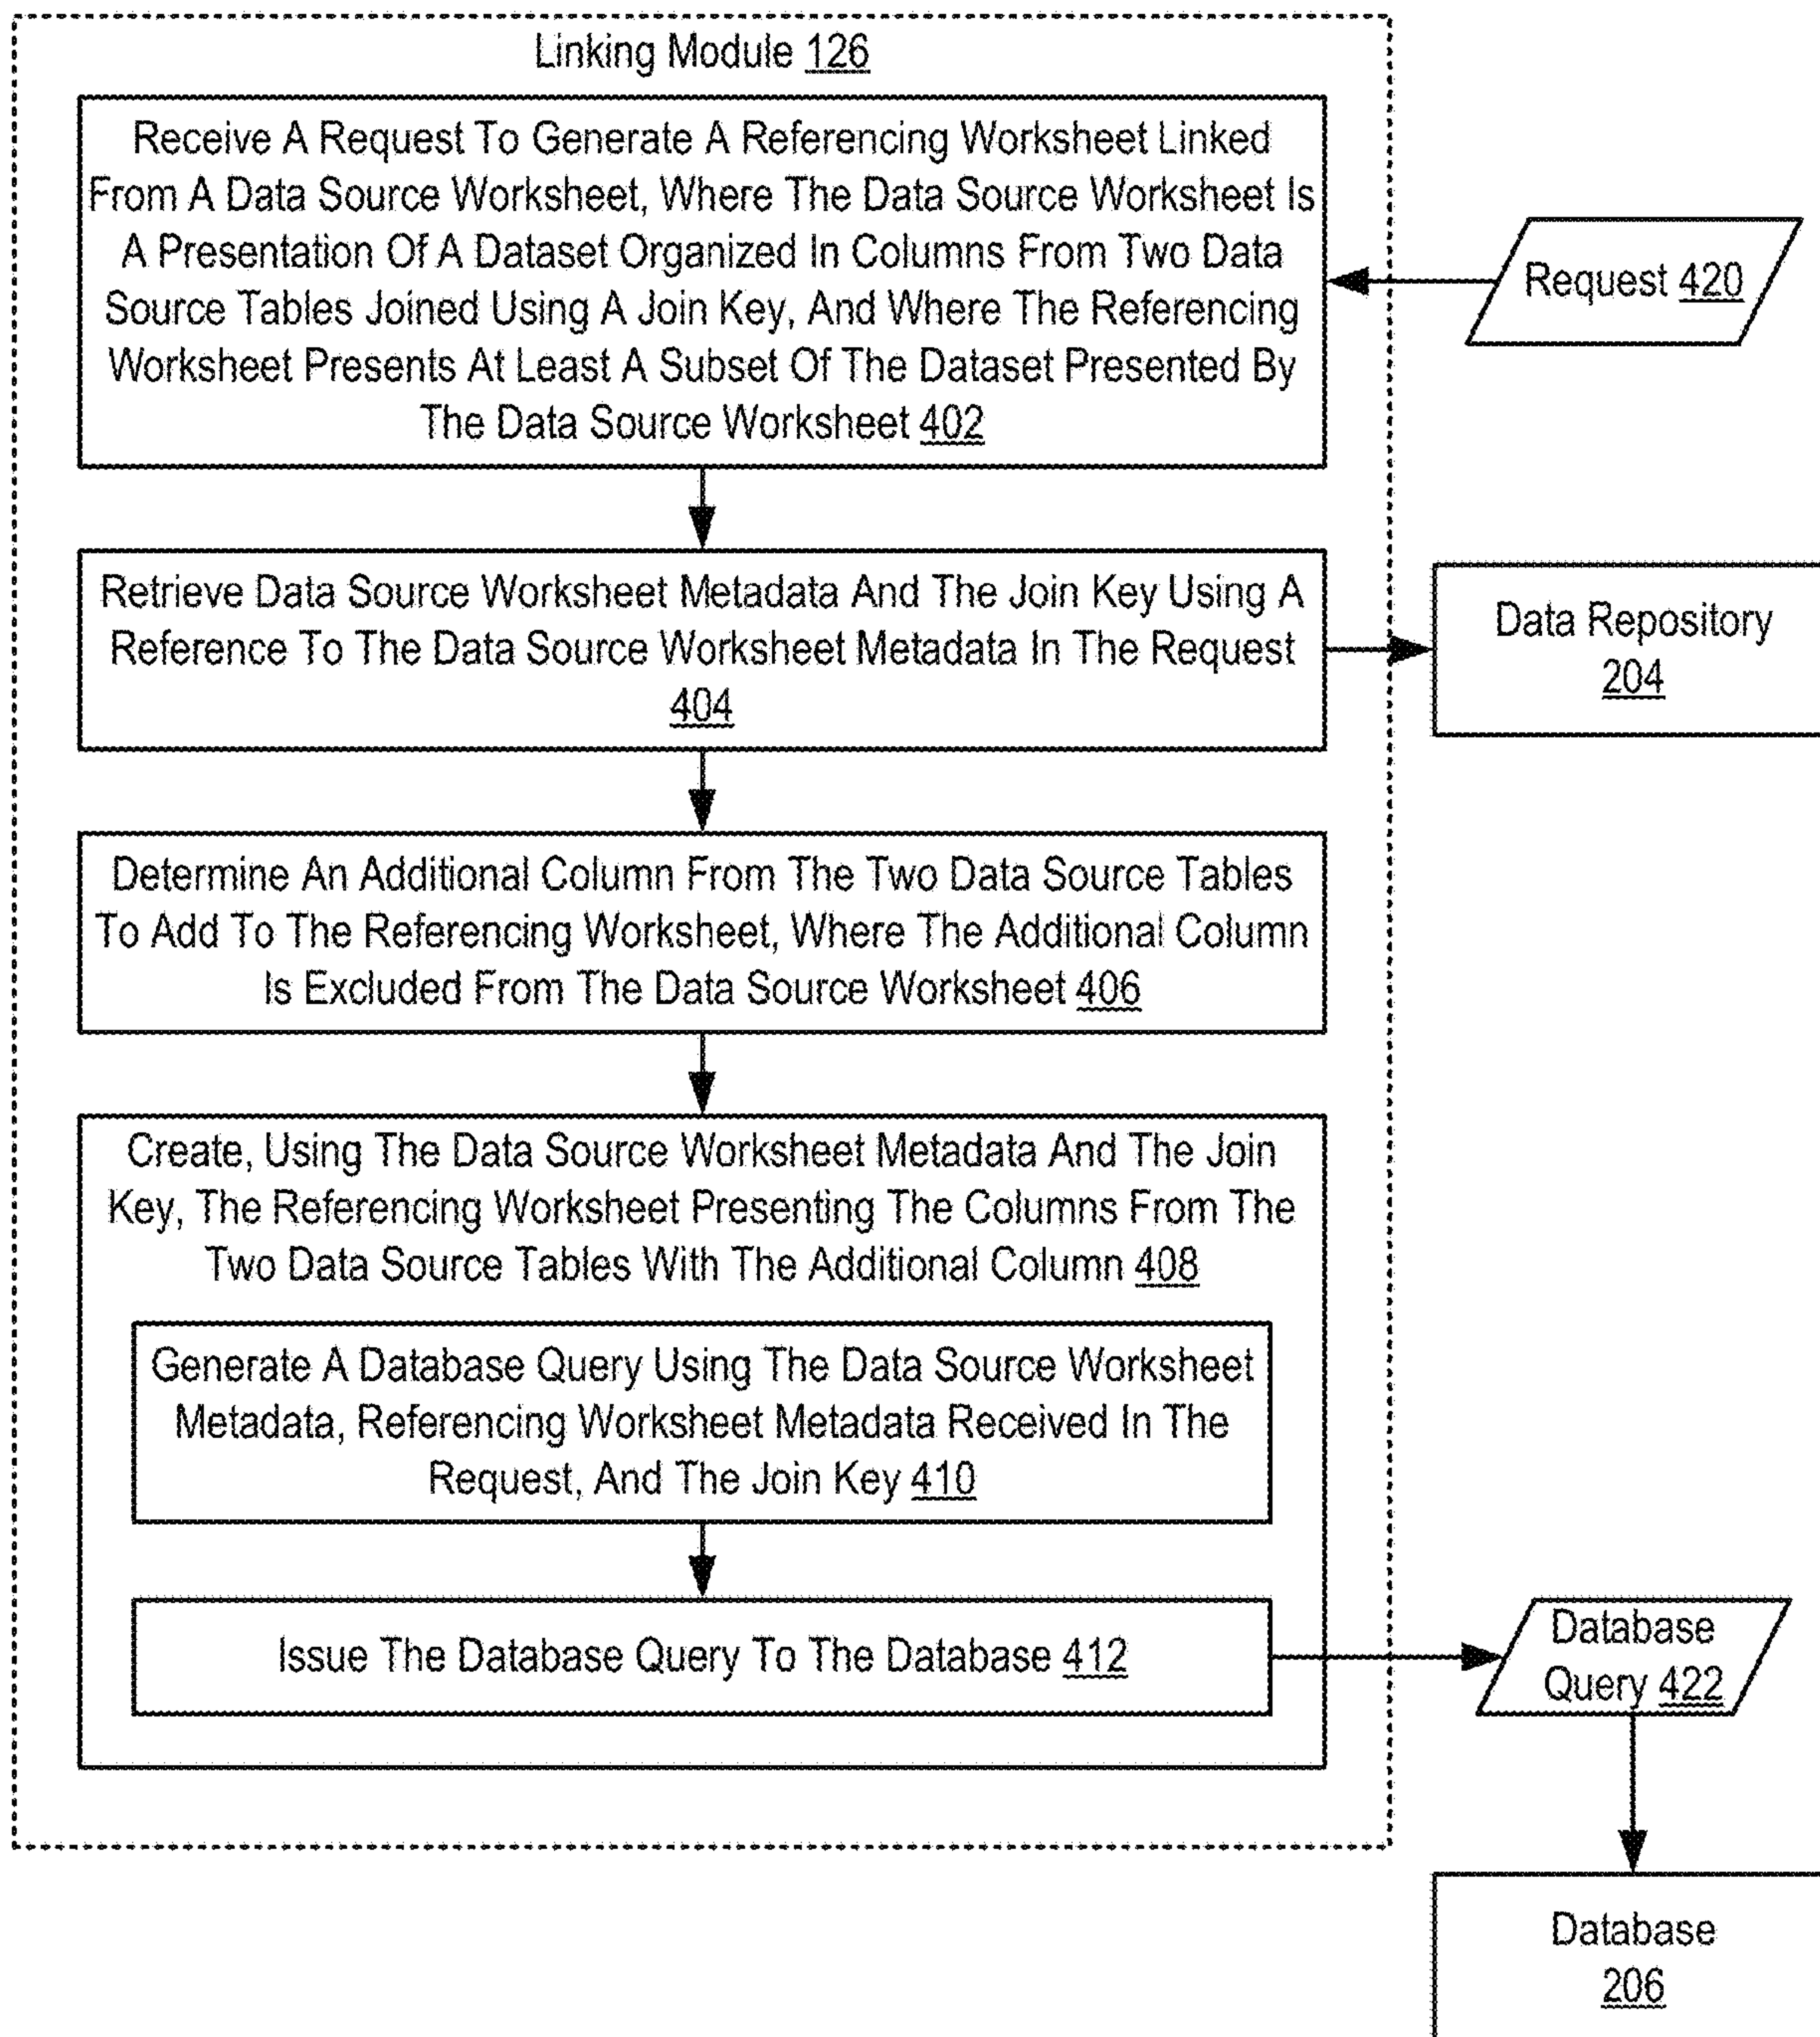 Linking Module 126
Receive A Request To Generate A Referencing Worksheet Linked
From A Data Source Worksheet, Where The Data Source Worksheet Is
A Presentation Of A Dataset Organized In Columns From Two Data
Source Tables Joined Using A Join Key, And Where The Referencing
Worksheet Presents At Least A Subset Of The Dataset Presented By
The Data Source Worksheet 402
Request 420
Retrieve Data Source Worksheet Metadata And The Join Key Using A
Reference To The Data Source Worksheet Metadata In The Request
404
Data Repository
204
Determine An Additional Column From The Two Data Source Tables
To Add To The Referencing Worksheet, Where The Additional Column
Is Excluded From The Data Source Worksheet 406
Create, Using The Data Source Worksheet Metadata And The Join
Key, The Referencing Worksheet Presenting The Columns From The
Two Data Source Tables With The Additional Column 408
Generate A Database Query Using The Data Source Worksheet
Metadata, Referencing Worksheet Metadata Received In The
Request, And The Join Key 410
Issue The Database Query To The Database 412
Database
Query 422
Database
206